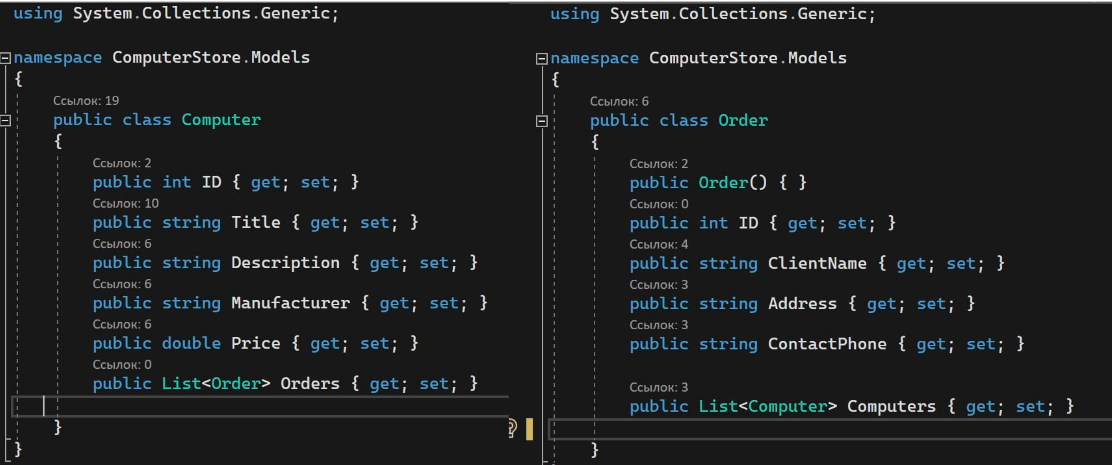 using System.Collections.Generic;
namespace ComputerStore.Models
{
Ссылок: 19
public class Computer
{
Ссылок: 2
public int ID { get; set; }
Ссылок: 10
public string Title { get; set; }
Ссылок: 6
public string Description { get; set; }
Ссылок: 6
public string Manufacturer { get; set; }
Ссылок: 6
public double Price { get; set; }
Ссылок: 0
public List<Order> Orders { get; set; }
}
}
using System.Collections.Generic;
namespace ComputerStore.Models
{
Ссылок: 6
public class Order
{
Ссылок: 2
public Order() { }
Ссылок: 0
public int ID { get; set; }
Ссылок: 4
public string ClientName { get; set; }
Ссылок: 3
public string Address { get; set; }
Ссылок: 3
public string ContactPhone { get; set; }
Ссылок: 3
public List<Computer> Computers { get; set; }
}